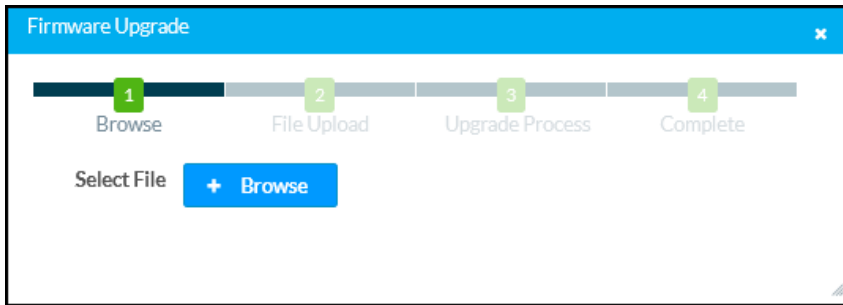 Firmware Upgrade
1 2 3 4
Browse File Upload Upgrade Process Complete
Select File + Browse